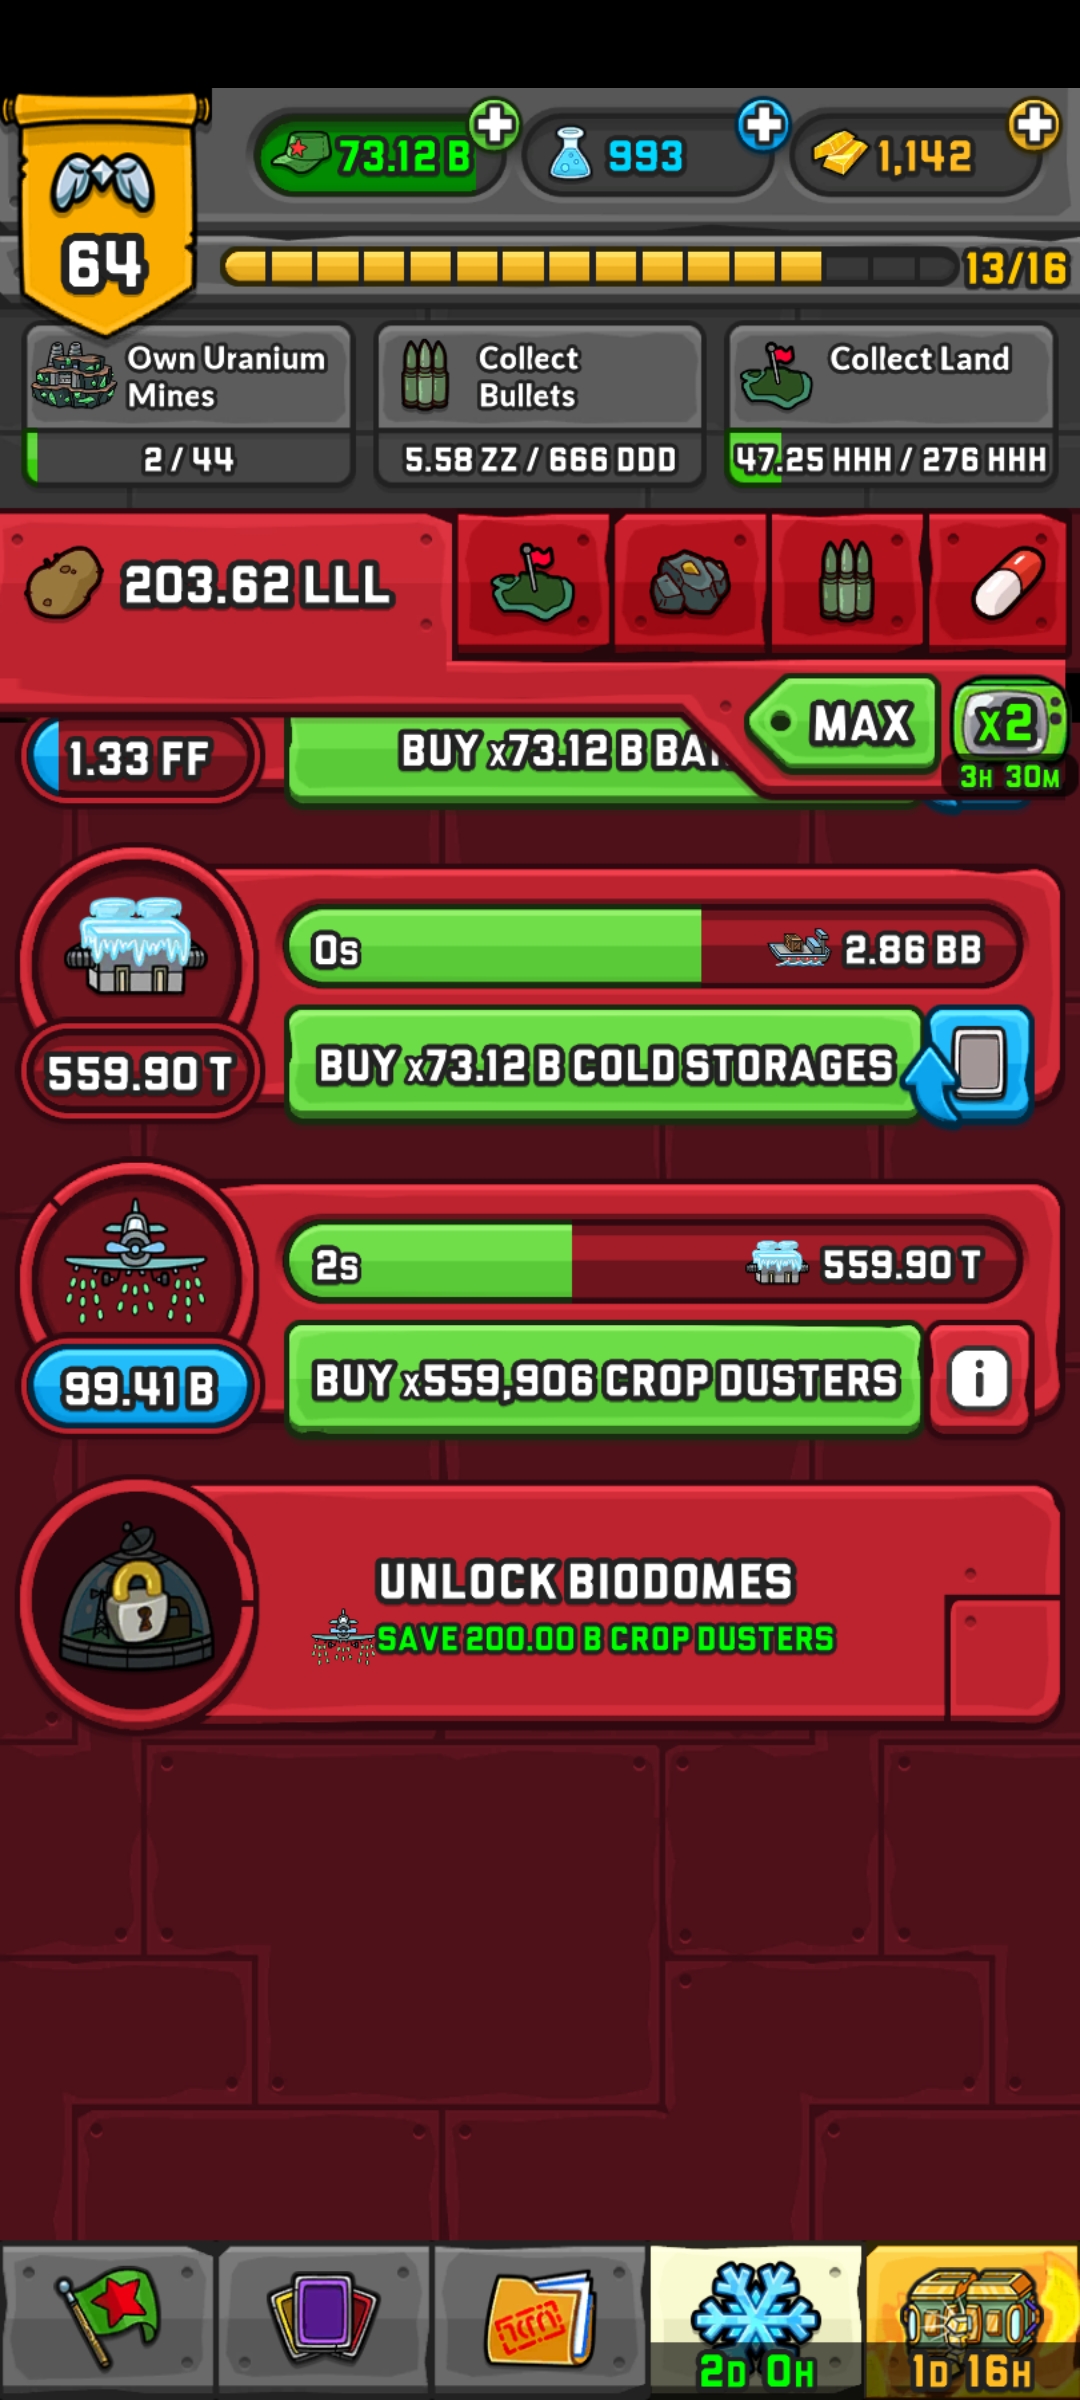 73.12 B
993
1,142
64
13/16
Own Uranium
Mines
Collect
Bullets
Collect Land
2 / 44
5.58 ZZ / 666 DDD
47.25 HHH / 276 HHH
203.62 LLL
MAX
X2
3H 30M
1.33 FF
BUY x73.12 B
0s
2.86 BB
559.90 T
BUY x73.12 B COLD STORAGES
2s
559.90 T
99.41 B
BUY x559,906 CROP DUSTERS
i
UNLOCK BIODOMES
SAVE 200.00 B CROP DUSTERS
2D 0H
1D 16H